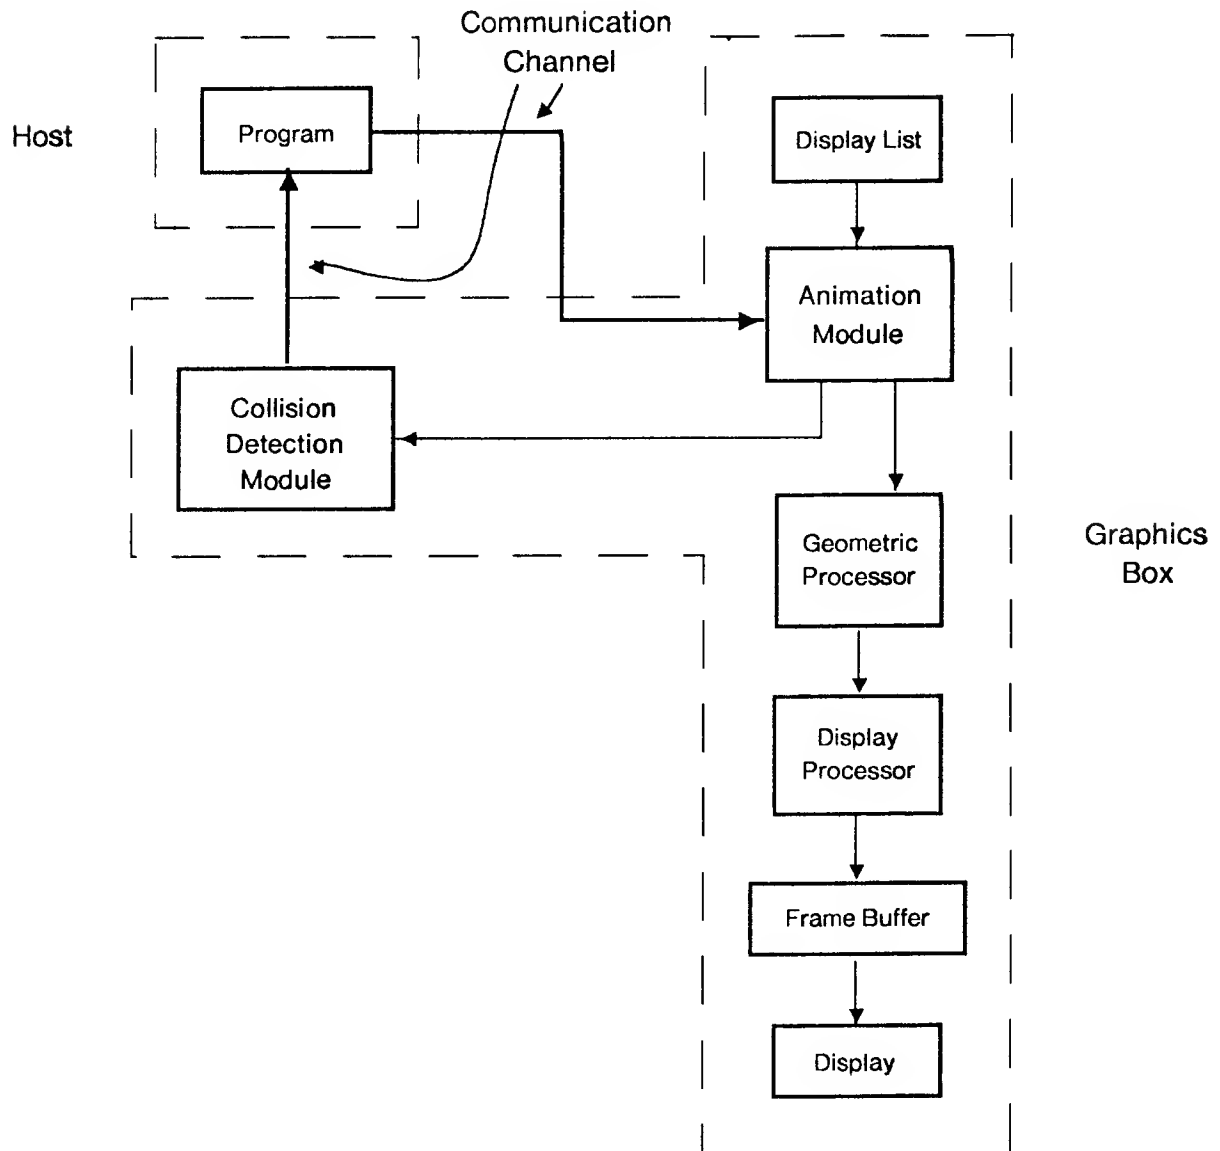 Communication
Channel
Host
Program
Display List
Animation
Module
Collision
Detection
Module
Geometric
Processor
Graphics
Box
Display
Processor
Frame Buffer
Display